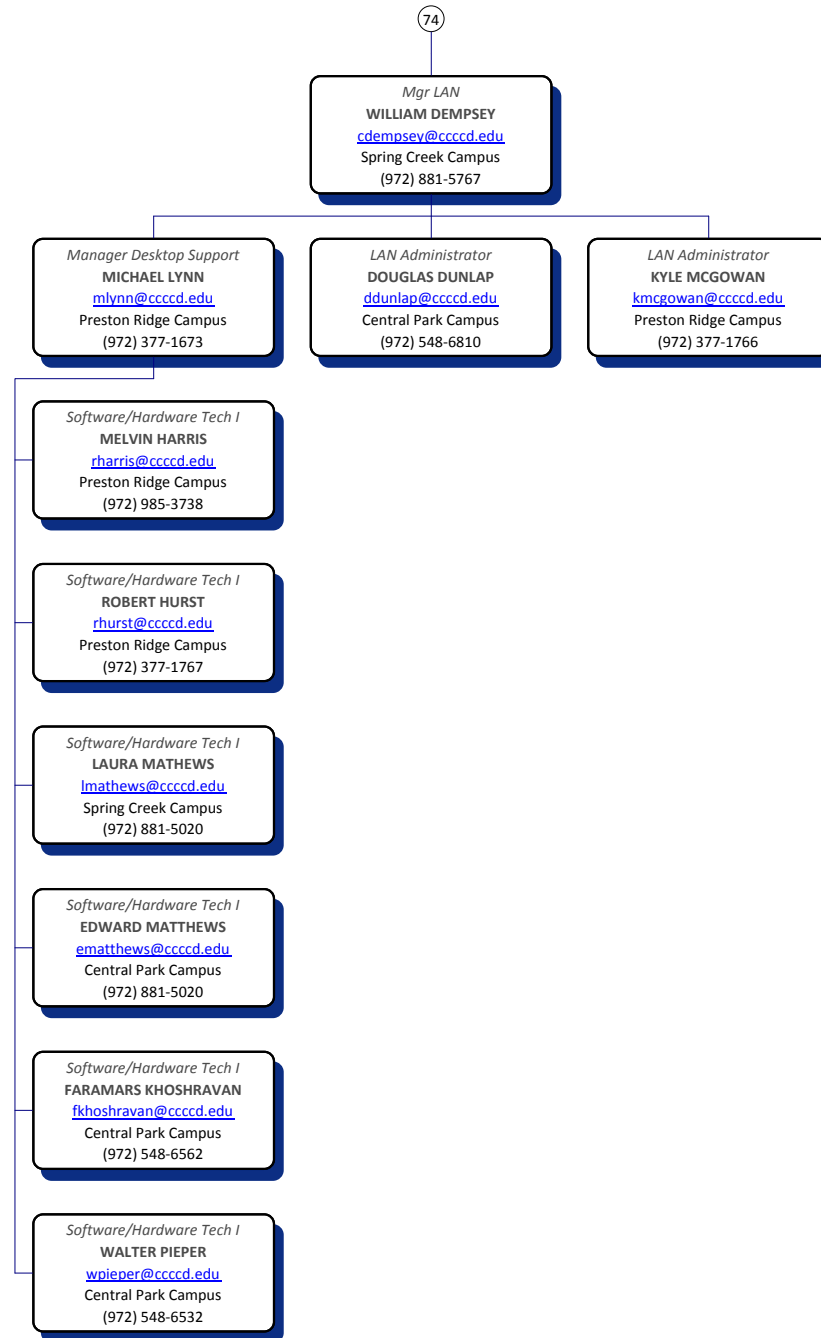 74
Mgr LAN
WILLIAM DEMPSEY
cdempsey@ccccd.edu
Spring Creek Campus
(972) 881-5767
Manager Desktop Support
MICHAEL LYNN
mlynn@ccccd.edu
Preston Ridge Campus
(972) 377-1673
LAN Administrator
DOUGLAS DUNLAP
ddunlap@ccccd.edu
Central Park Campus
(972) 548-6810
LAN Administrator
KYLE MCGOWAN
kmcgowan@ccccd.edu
Preston Ridge Campus
(972) 377-1766
Software/Hardware Tech I
MELVIN HARRIS
rharris@ccccd.edu
Preston Ridge Campus
(972) 985-3738
Software/Hardware Tech I
ROBERT HURST
rhurst@ccccd.edu
Preston Ridge Campus
(972) 377-1767
Software/Hardware Tech I
LAURA MATHEWS
lmathews@ccccd.edu
Spring Creek Campus
(972) 881-5020
Software/Hardware Tech I
EDWARD MATTHEWS
ematthews@ccccd.edu
Central Park Campus
(972) 881-5020
Software/Hardware Tech I
FARAMARS KHOSHRAVAN
fkhoshravan@ccccd.edu
Central Park Campus
(972) 548-6562
Software/Hardware Tech I
WALTER PIEPER
wpieper@ccccd.edu
Central Park Campus
(972) 548-6532